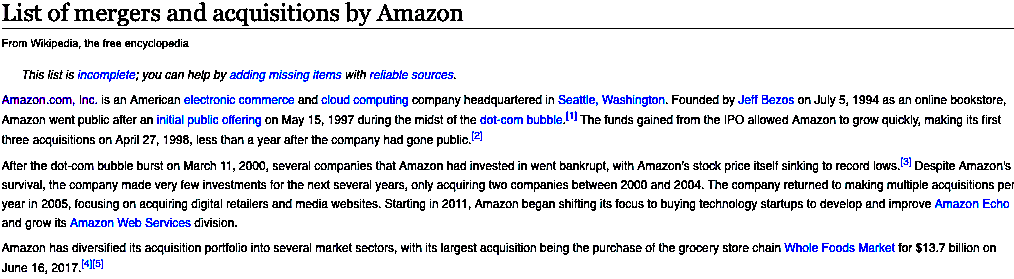 List of mergers and acquisitions by Amazon
From Wikipedia, the free encyclopedia
This list is incomplete; you can help by adding missing items with reliable sources.
Amazon.com, Inc. is an American electronic commerce and cloud computing company headquartered in Seattle, Washington. Founded by Jeff Bezos on July 5, 1994 as an online bookstore,
Amazon went public after an initial public offering on May 15, 1997 during the midst of the dot-com bubble.[1] The funds gained from the IPO allowed Amazon to grow quickly, making its first
three acquisitions on April 27, 1998, less than a year after the company had gone public.[2]
After the dot-com bubble burst on March 11, 2000, several companies that Amazon had invested in went bankrupt, with Amazon's stock price itself sinking to record lows.[3] Despite Amazon's
survival, the company made very few investments for the next several years, only acquiring two companies between 2000 and 2004. The company returned to making multiple acquisitions per
year in 2005, focusing on acquiring digital retailers and media websites. Starting in 2011, Amazon began shifting its focus to buying technology startups to develop and improve Amazon Echo
and grow its Amazon Web Services division.
Amazon has diversified its acquisition portfolio into several market sectors, with its largest acquisition being the purchase of the grocery store chain Whole Foods Market for $13.7 billion on
June 16, 2017.[4][5]